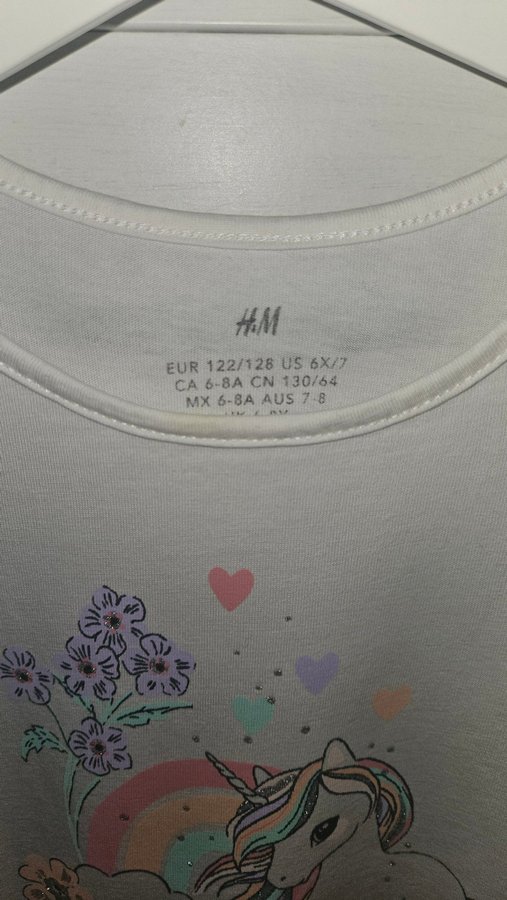 H&M
EUR 122/128 US 6X/7
CA 6-8A CN 130/64
MX 6-8A AUS 7-8